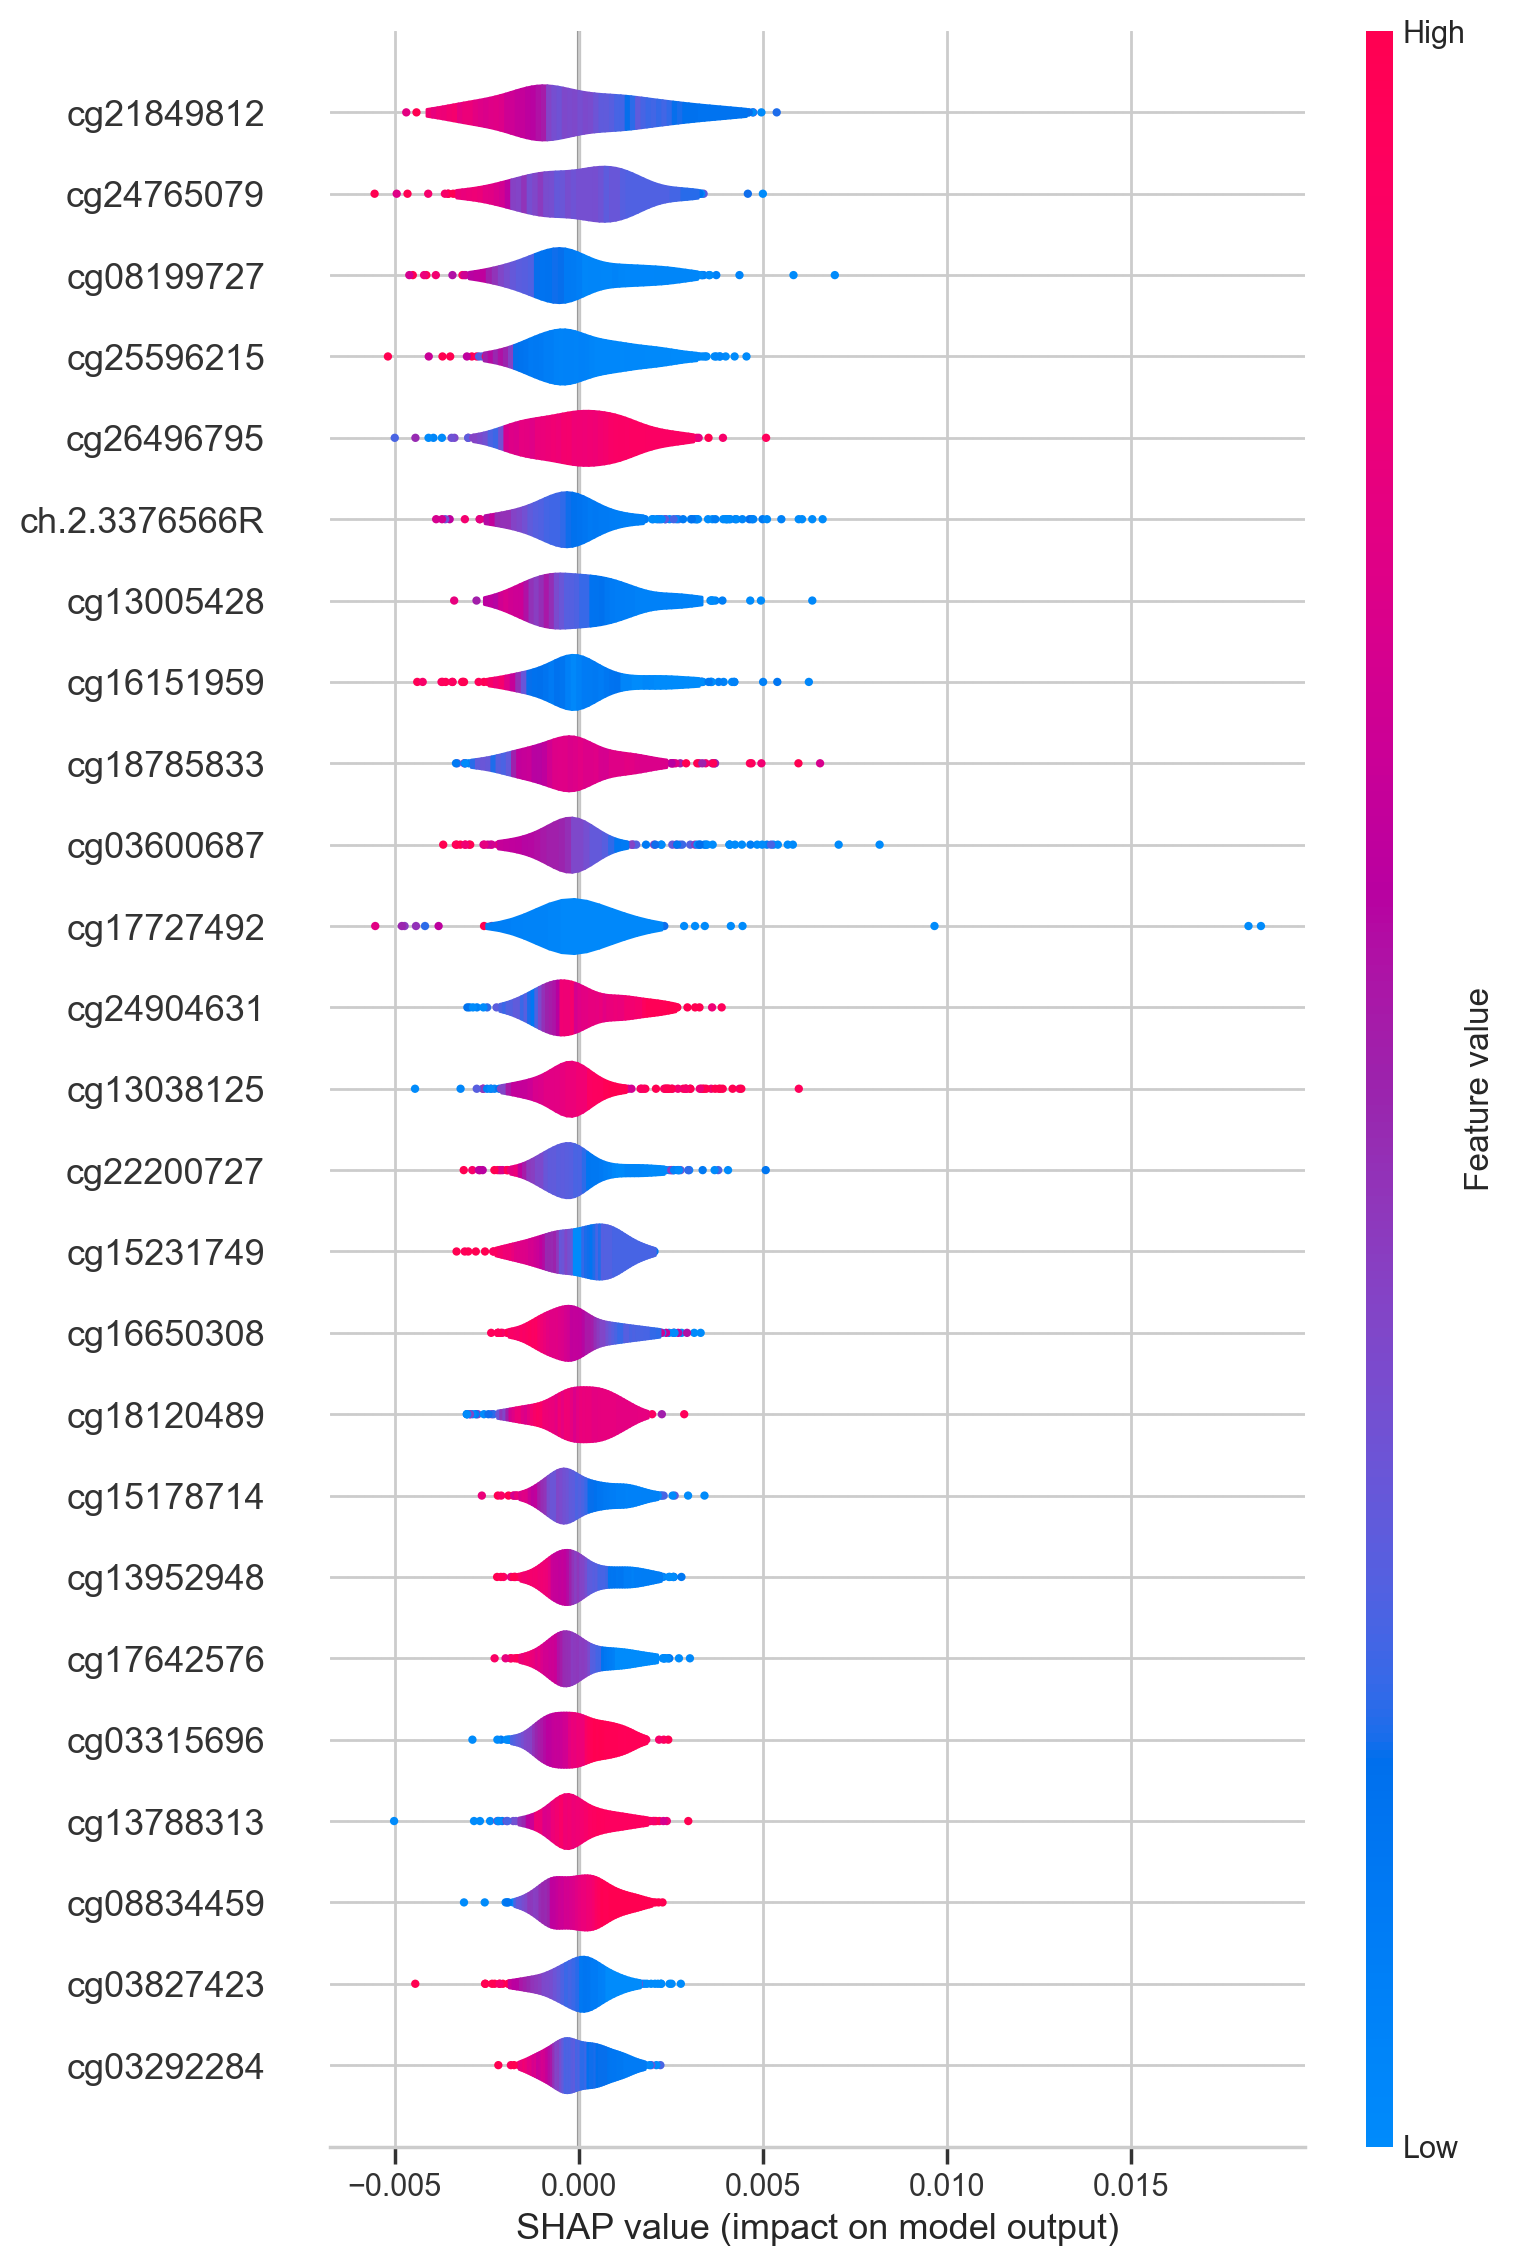 High
cg21849812
cg24765079
cg08199727
cg25596215
cg26496795
ch.2.3376566R
cg13005428
cg16151959
cg18785833
cg03600687
cg17727492
cg24904631
cg13038125
cg22200727
cg15231749
cg16650308
cg18120489
cg15178714
cg13952948
cg17642576
cg03315696
cg13788313
cg08834459
cg03827423
cg03292284
Feature value
Low
−0.005 0.000 0.005 0.010 0.015
SHAP value (impact on model output)